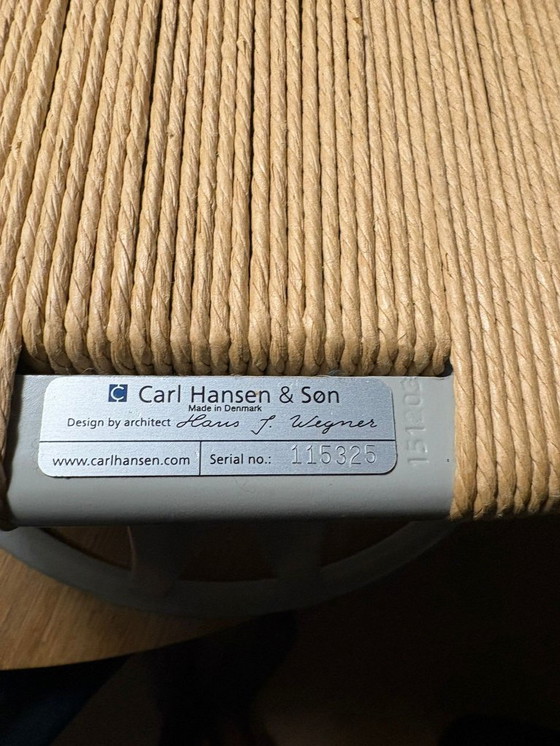 Carl Hansen & Søn
Made in Denmark
Design by architect Hans J. Wegner
www.carlhansen.com
Serial no.: 115325